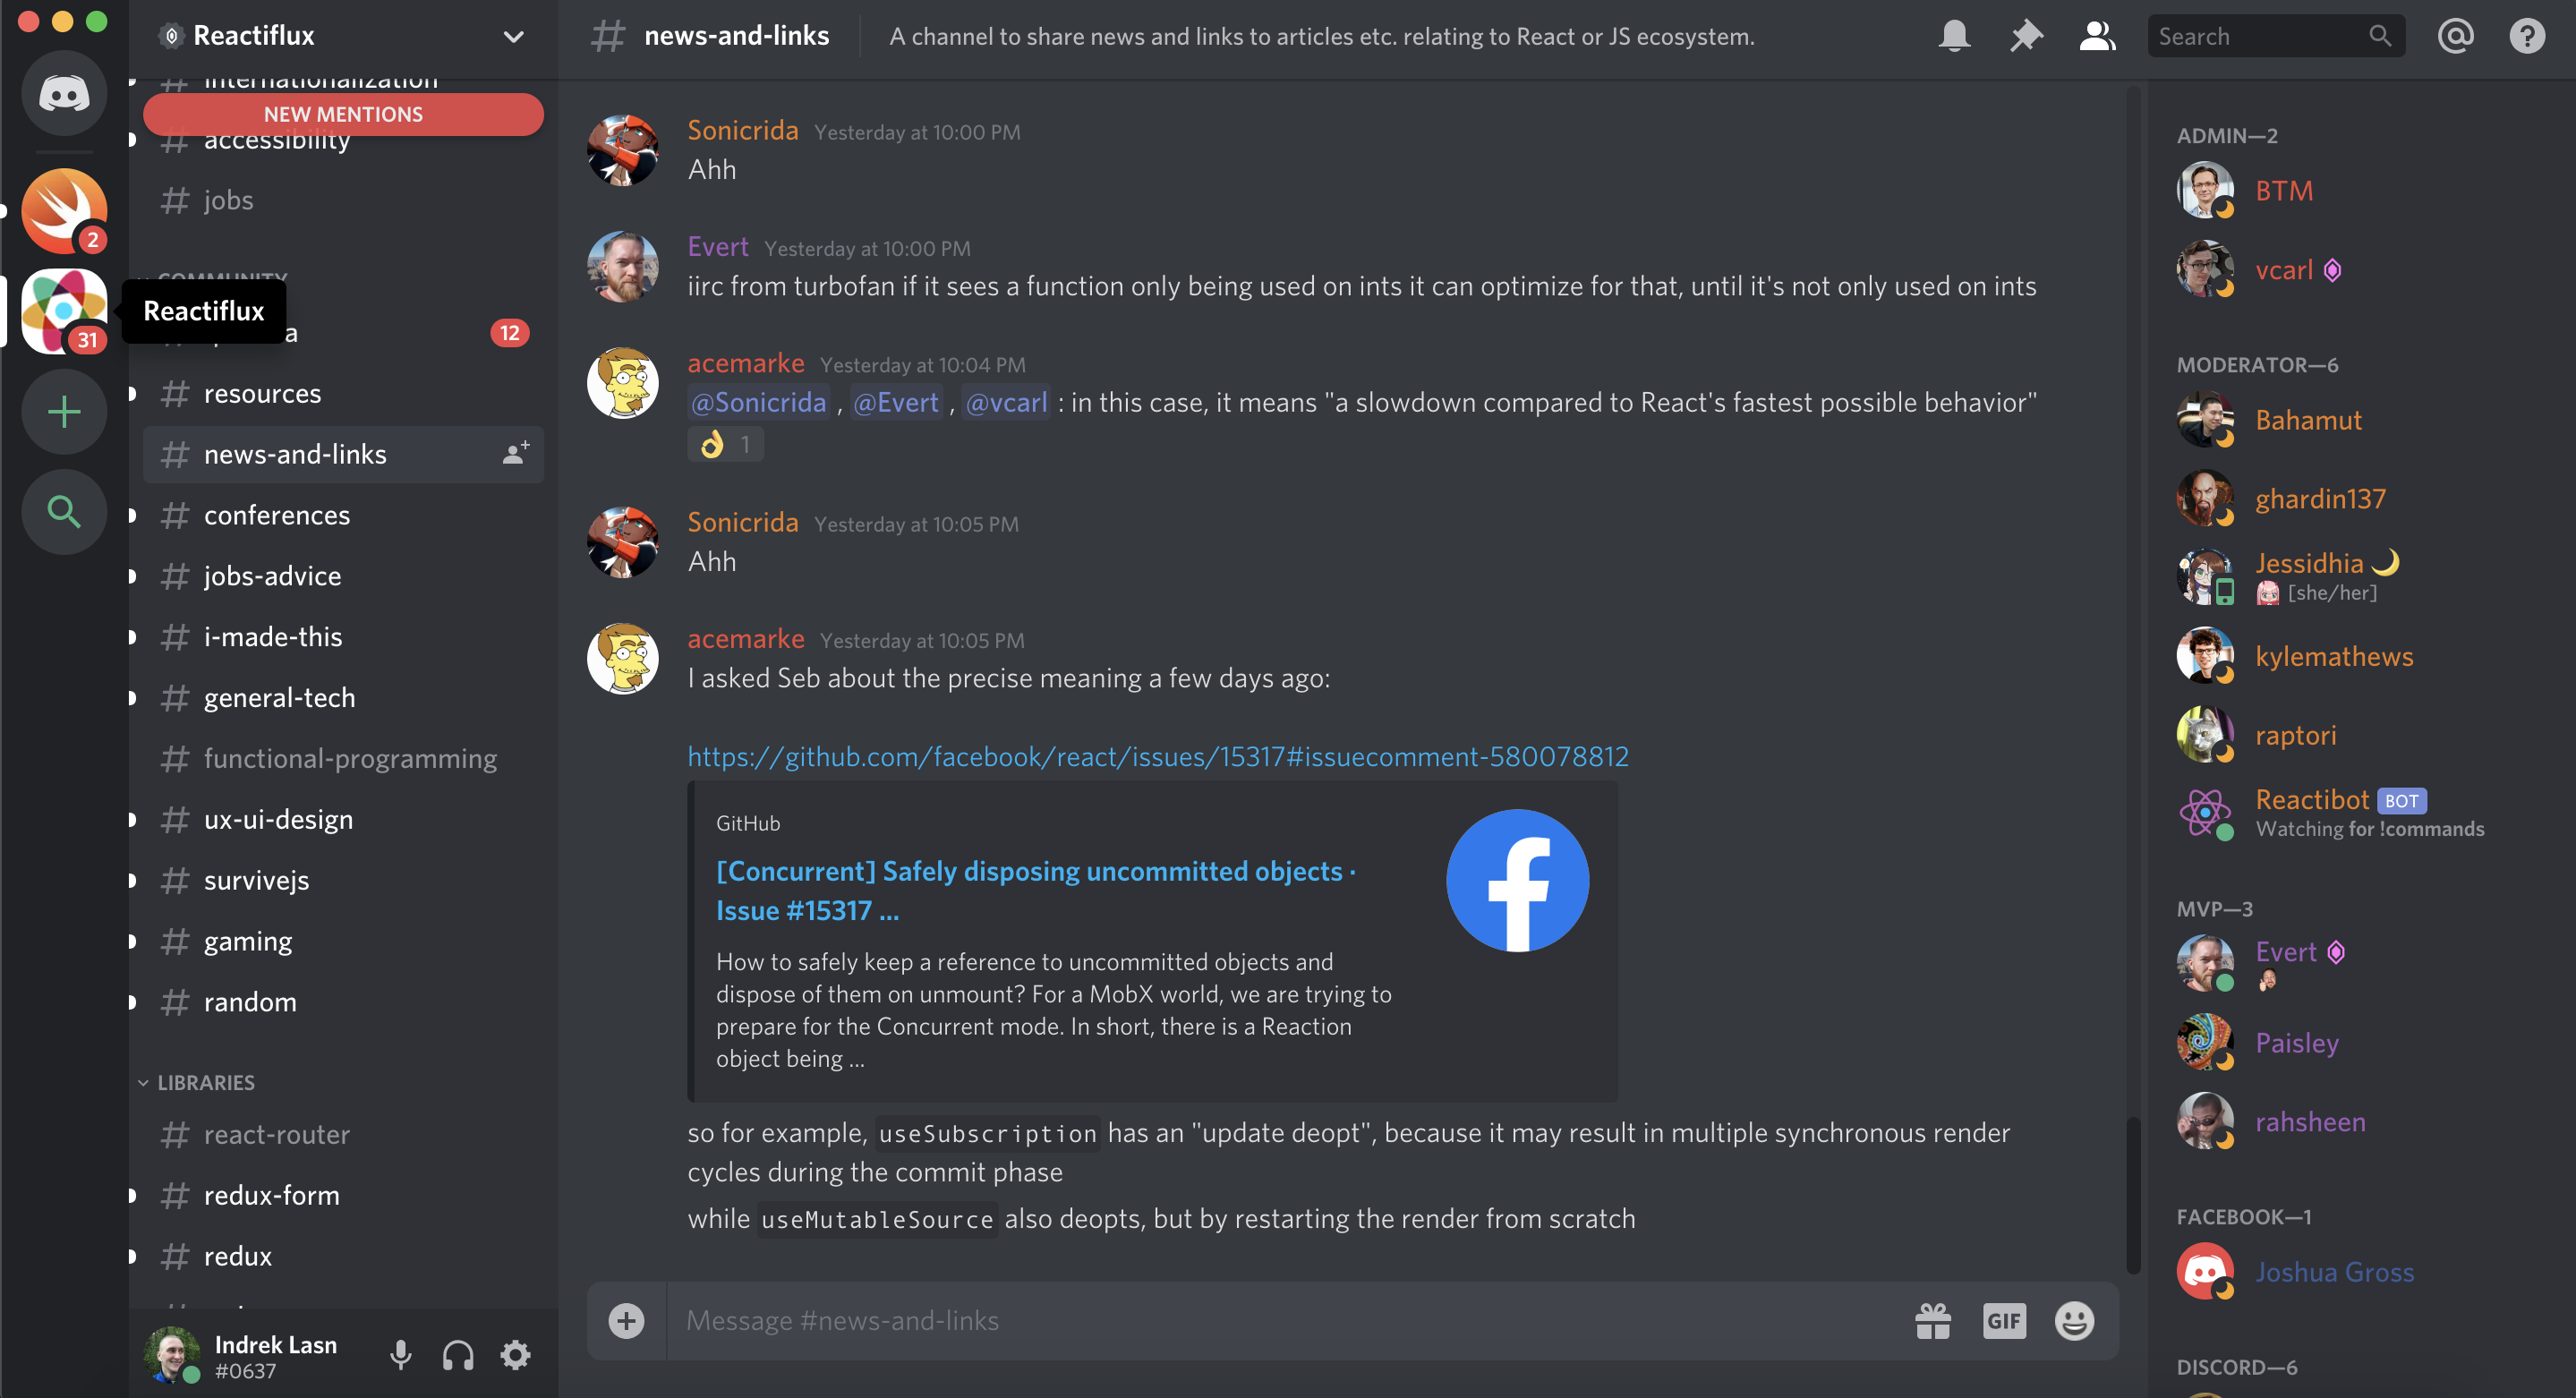 Reactiflux
internationalization
NEW MENTIONS
accessibility
jobs
2
COMMUNITY
Reactiflux
31
12
resources
news-and-links
conferences
jobs-advice
i-made-this
general-tech
functional-programming
ux-ui-design
survivejs
gaming
random
LIBRARIES
react-router
redux-form
redux
Indrek Lasn
#0637
# news-and-links
A channel to share news and links to articles etc. relating to React or JS ecosystem.
Search
Sonicrida Yesterday at 10:00 PM
Ahh
Evert Yesterday at 10:00 PM
iirc from turbofan if it sees a function only being used on ints it can optimize for that, until it's not only used on ints
acemarke Yesterday at 10:04 PM
@Sonicrida , @Evert , @vcarl : in this case, it means "a slowdown compared to React's fastest possible behavior"
👌 1
Sonicrida Yesterday at 10:05 PM
Ahh
acemarke Yesterday at 10:05 PM
I asked Seb about the precise meaning a few days ago:
https://github.com/facebook/react/issues/15317#issuecomment-580078812
GitHub
[Concurrent] Safely disposing uncommitted objects ·
Issue #15317 ...
How to safely keep a reference to uncommitted objects and
dispose of them on unmount? For a MobX world, we are trying to
prepare for the Concurrent mode. In short, there is a Reaction
object being ...
so for example, useSubscription has an "update deopt", because it may result in multiple synchronous render
cycles during the commit phase
while useMutableSource also deopts, but by restarting the render from scratch
Message #news-and-links
GIF
ADMIN—2
BTM
vcarl
MODERATOR—6
Bahamut
ghardin137
Jessidhia 🌙
[she/her]
kylemathews
raptori
Reactibot BOT
Watching for !commands
MVP—3
Evert
Paisley
rahsheen
FACEBOOK—1
Joshua Gross
DISCORD—6